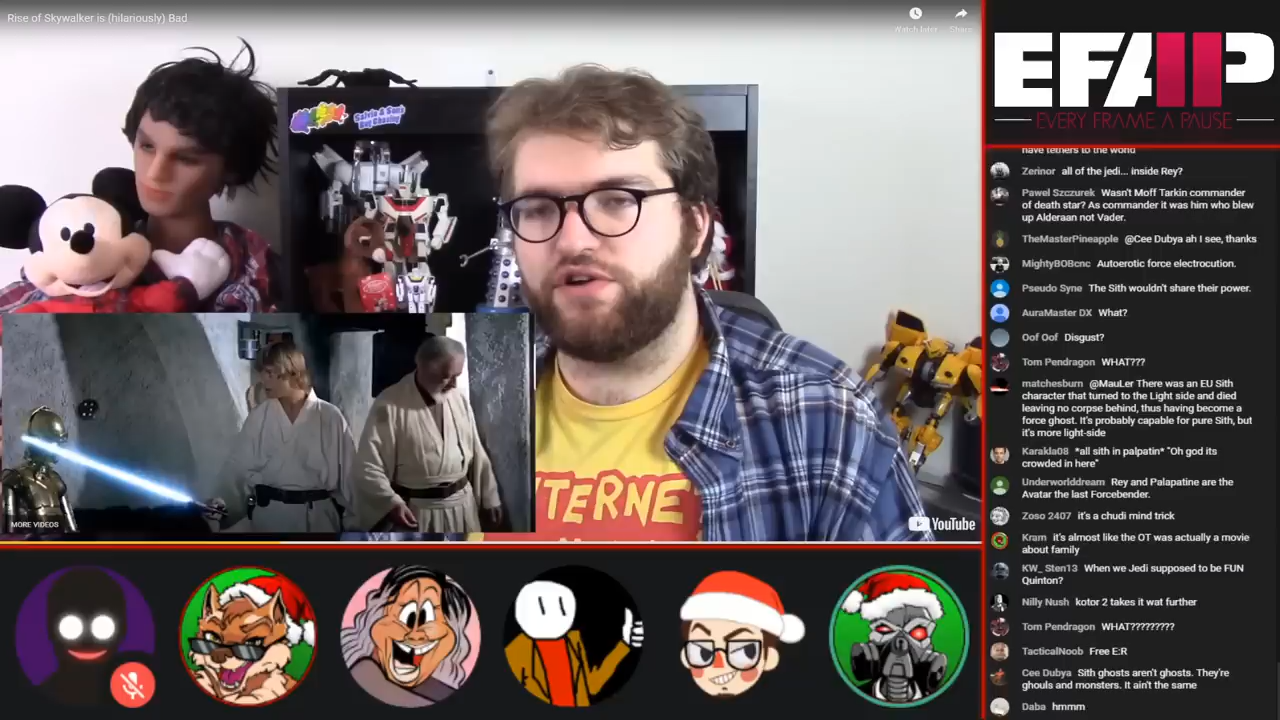 Rise of Skywalker is (hilariously) Bad
Watch later
Share
MORE VIDEOS
YouTube
EFAP
EVERY FRAME A PAUSE
have tethers to the world
Zerinor all of the jedi... inside Rey?
Pawel Szczurek Wasn't Moff Tarkin commander
of death star? As commander it was him who blew
up Alderaan not Vader.
TheMasterPineapple @Cee Dubya ah I see, thanks
MightyBOBcnc Autoerotic force electrocution.
Pseudo Syne The Sith wouldn't share their power.
AuraMaster DX What?
Oof Oof Disgust?
Tom Pendragon WHAT???
matchesburn @MauLer There was an EU Sith
character that turned to the Light side and died
leaving no corpse behind, thus having become a
force ghost. It's probably capable for pure Sith, but
it's more light-side
Karakla08 *all sith in palpatin* "Oh god its
crowded in here"
Underworlddream Rey and Palapatine are the
Avatar the last Forcebender.
Zoso 2407 it's a chudi mind trick
Kram it's almost like the OT was actually a movie
about family
KW_Sten13 When we Jedi supposed to be FUN
Quinton?
Nilly Nush kotor 2 takes it wat further
Tom Pendragon WHAT?????????
TacticalNoob Free E:R
Cee Dubya Sith ghosts aren't ghosts. They're
ghouls and monsters. It ain't the same
Daba hmmm